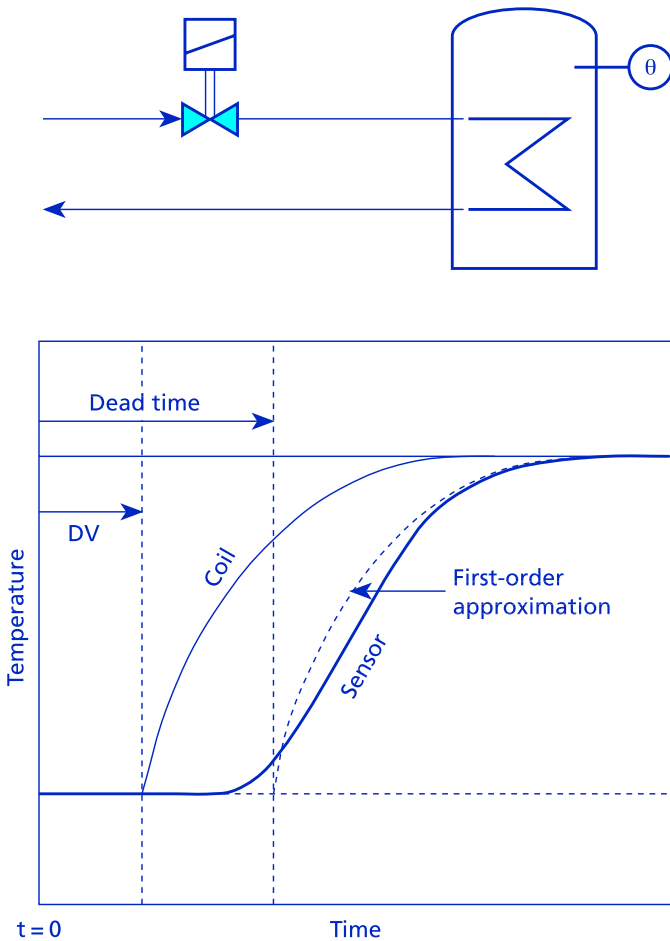 θ
Dead time
DV
Coil
First-order
approximation
Sensor
Temperature
t = 0
Time